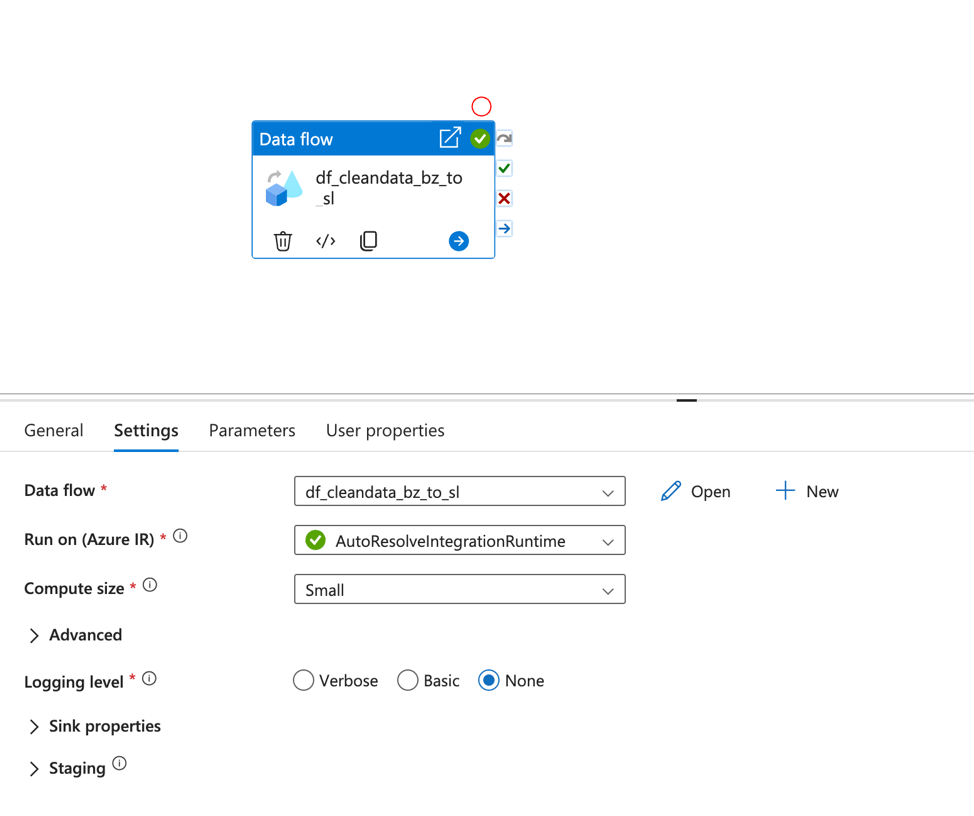 Data flow
df_cleandata_bz_to
_sl
General Settings Parameters User properties
Data flow * df_cleandata_bz_to_sl Open New
Run on (Azure IR) * AutoResolveIntegrationRuntime
Compute size * Small
Advanced
Logging level * Verbose Basic None
Sink properties
Staging